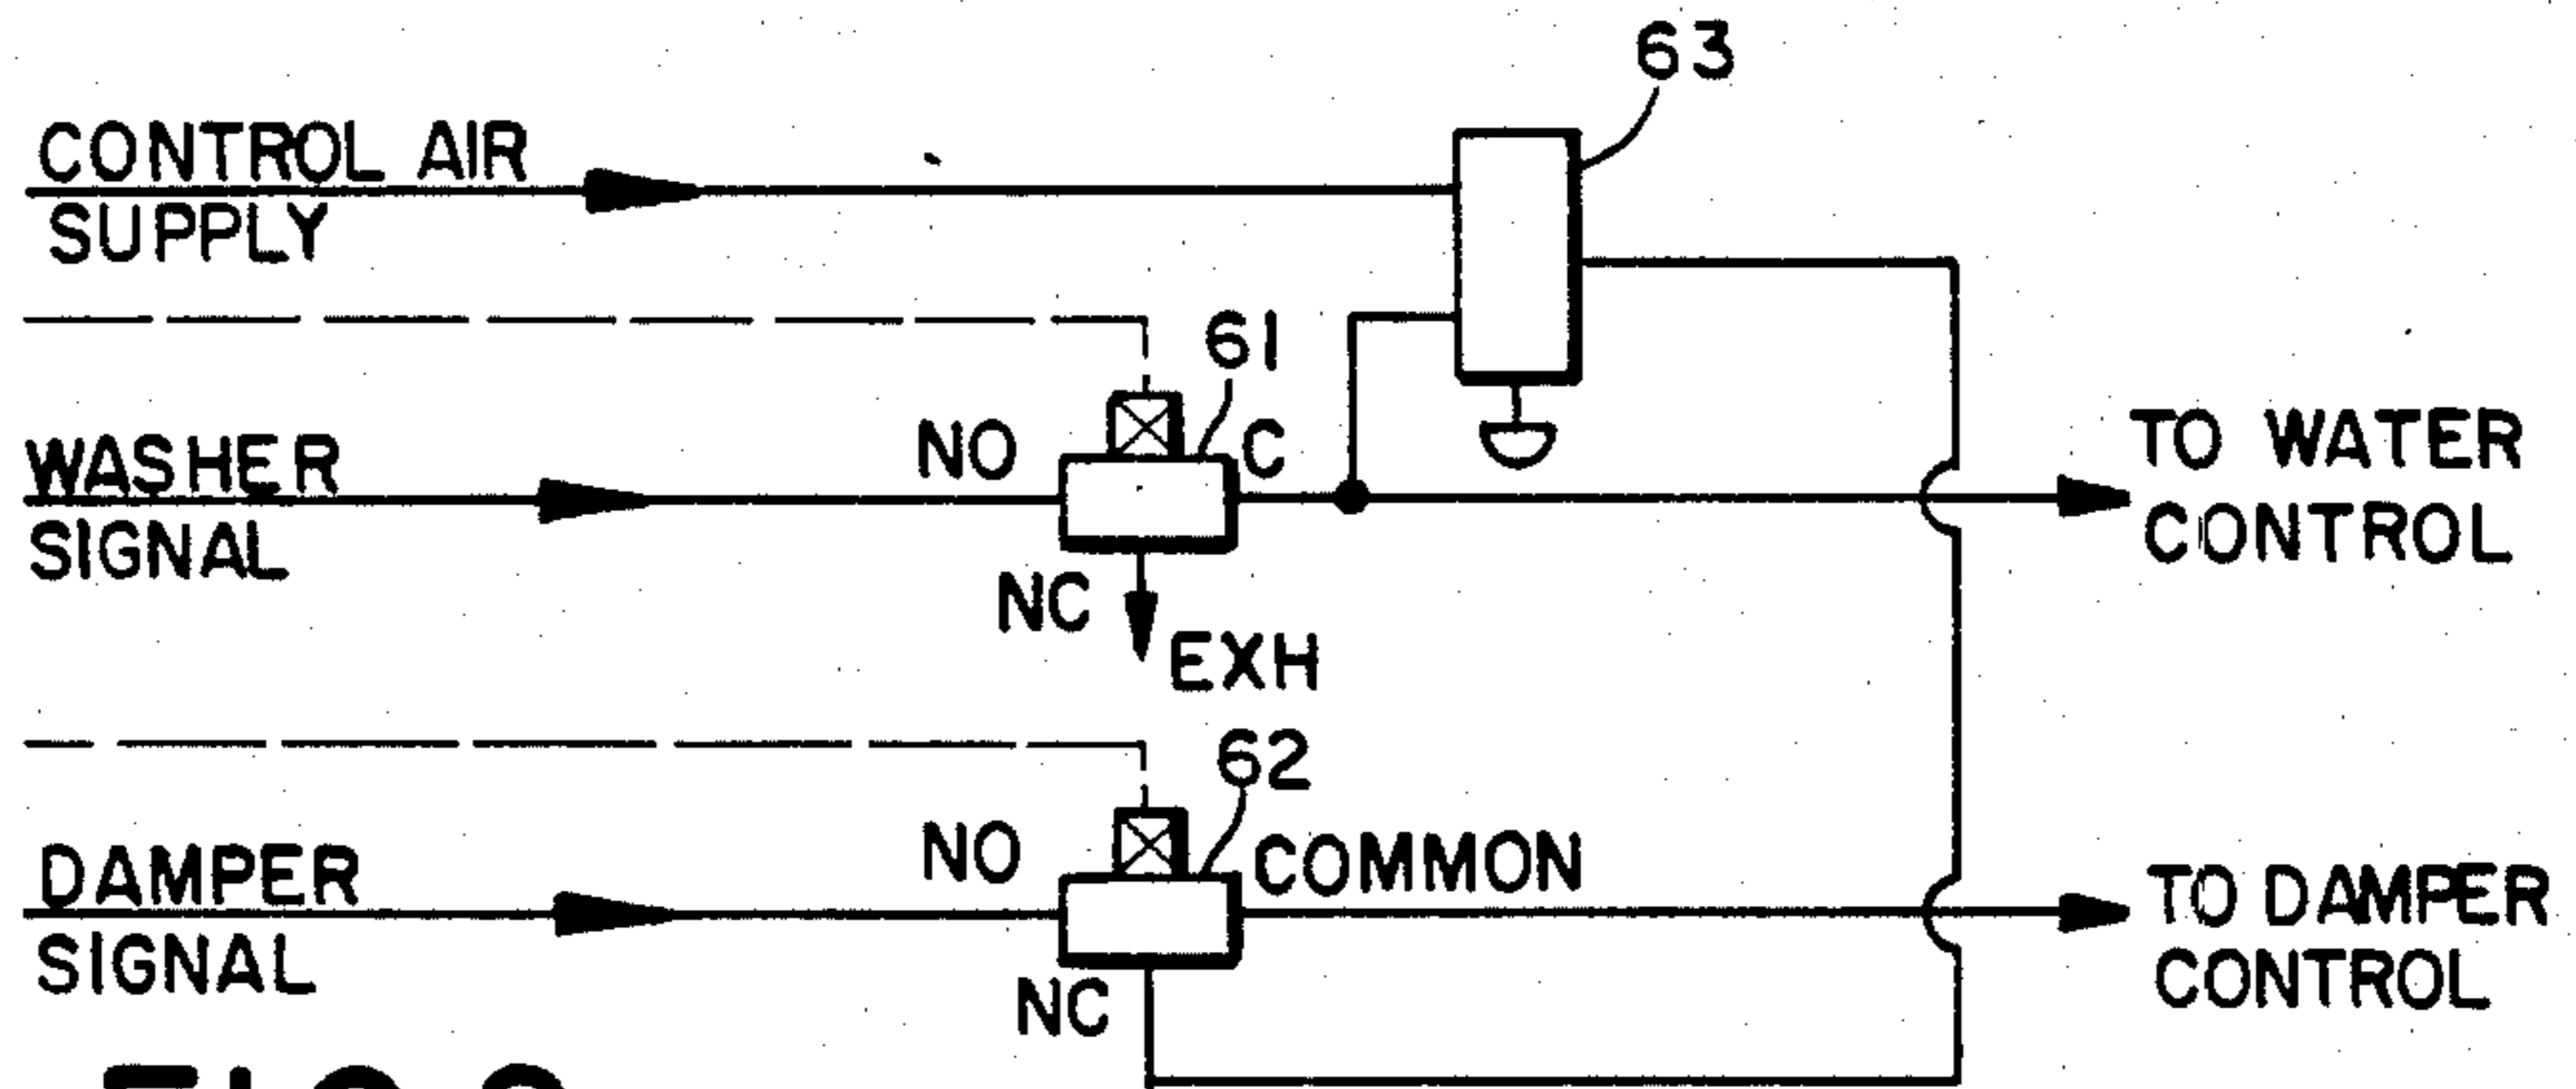 63
CONTROL AIR
SUPPLY
61
NO
C
WASHER
SIGNAL
TO WATER
CONTROL
NC
EXH
62
NO
COMMON
DAMPER
SIGNAL
TO DAMPER
CONTROL
NC